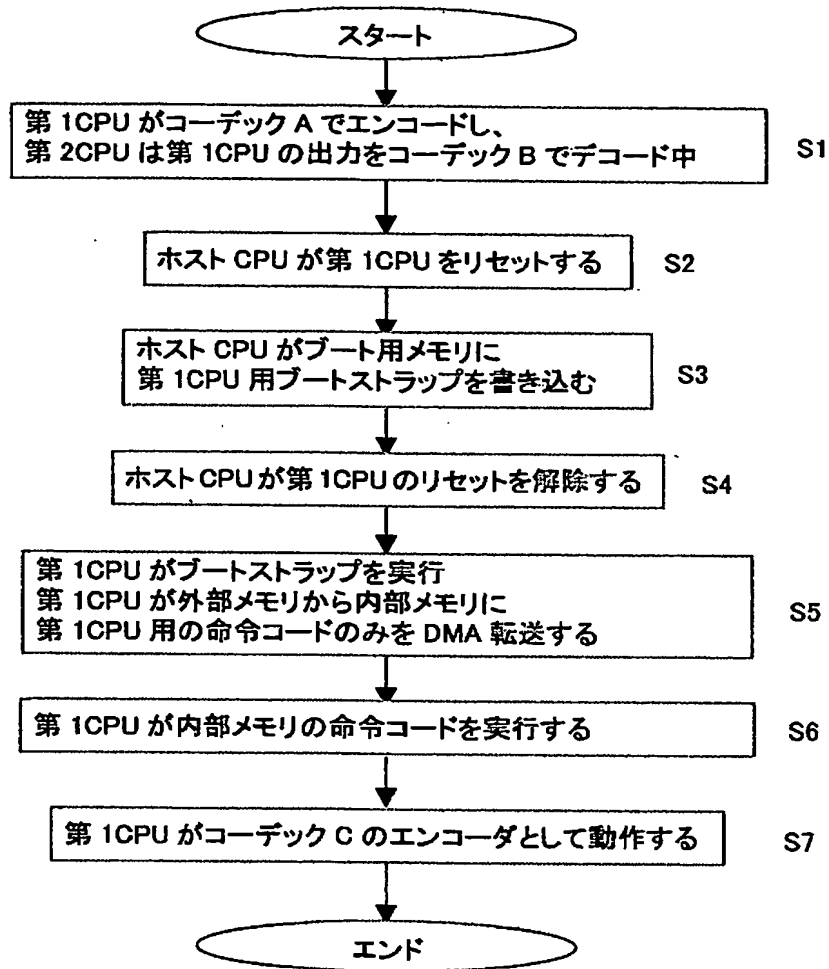 スタート
第1CPUがコーデックAでエンコードし、
第2CPUは第1CPUの出力をコーデックBでデコード中
S1
ホストCPUが第1CPUをリセットする
S2
ホストCPUがブート用メモリに
第1CPU用ブートストラップを書き込む
S3
ホストCPUが第1CPUのリセットを解除する
S4
第1CPUがブートストラップを実行
第1CPUが外部メモリから内部メモリに
第1CPU用の命令コードのみをDMA転送する
S5
第1CPUが内部メモリの命令コードを実行する
S6
第1CPUがコーデックCのエンコーダとして動作する
S7
エンド